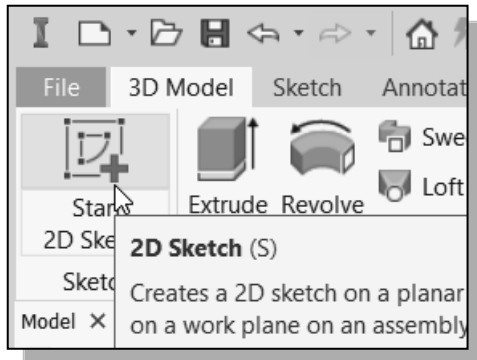 File 3D Model Sketch Annotat
Swe
Loft
Extrude Revolve
Star
2D Ske
Sketc
2D Sketch (S)
Creates a 2D sketch on a planar
on a work plane on an assembly
Model ×